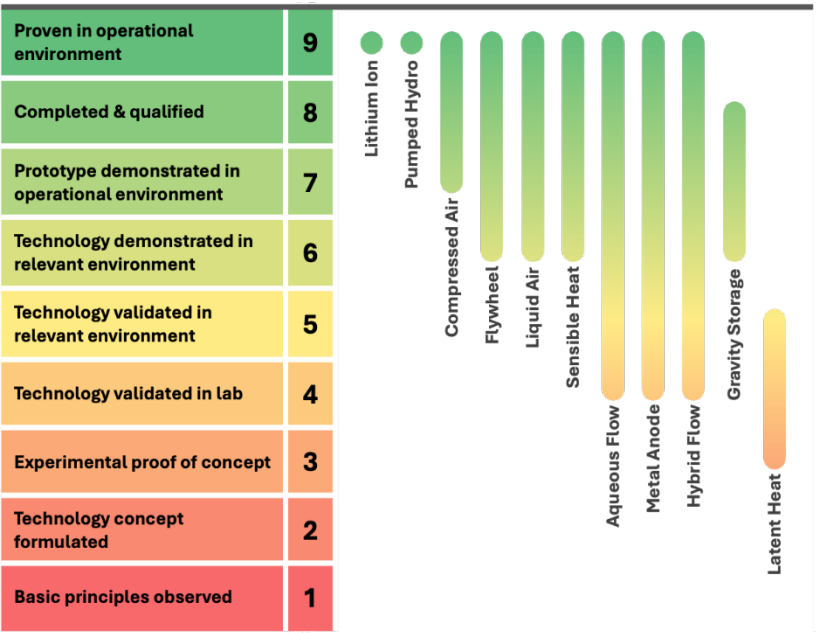 Proven in operational
environment
9
Completed & qualified
8
Prototype demonstrated in
operational environment
7
Technology demonstrated in
relevant environment
6
Technology validated in
relevant environment
5
Technology validated in lab
4
Experimental proof of concept
3
Technology concept
formulated
2
Basic principles observed
1
Lithium Ion
Pumped Hydro
Compressed Air
Flywheel
Liquid Air
Sensible Heat
Aqueous Flow
Metal Anode
Hybrid Flow
Gravity Storage
Latent Heat